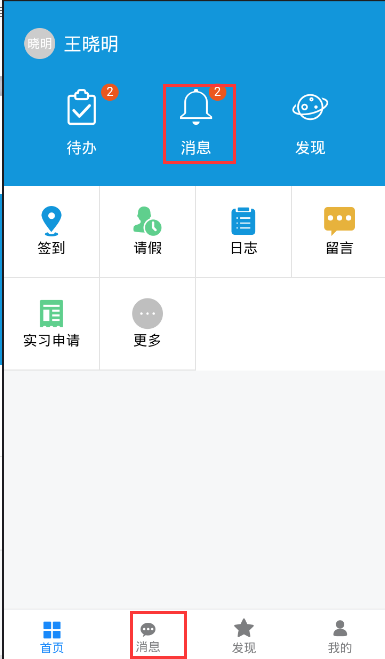 晓明 王晓明
2 2
待办 消息 发现
签到 请假 日志 留言
实习申请 更多
首页 消息 发现 我的